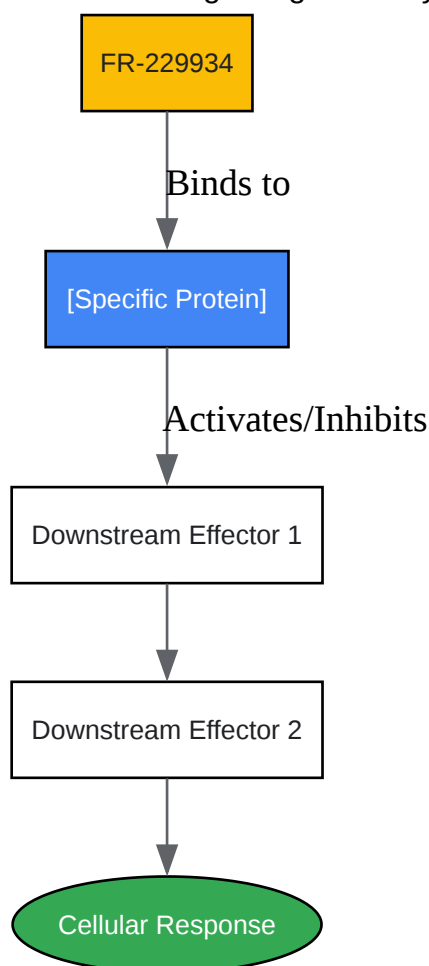 FR-229934
Binds to
[Specific Protein]
Activates/Inhibits
Downstream Effector 1
Downstream Effector 2
Cellular Response